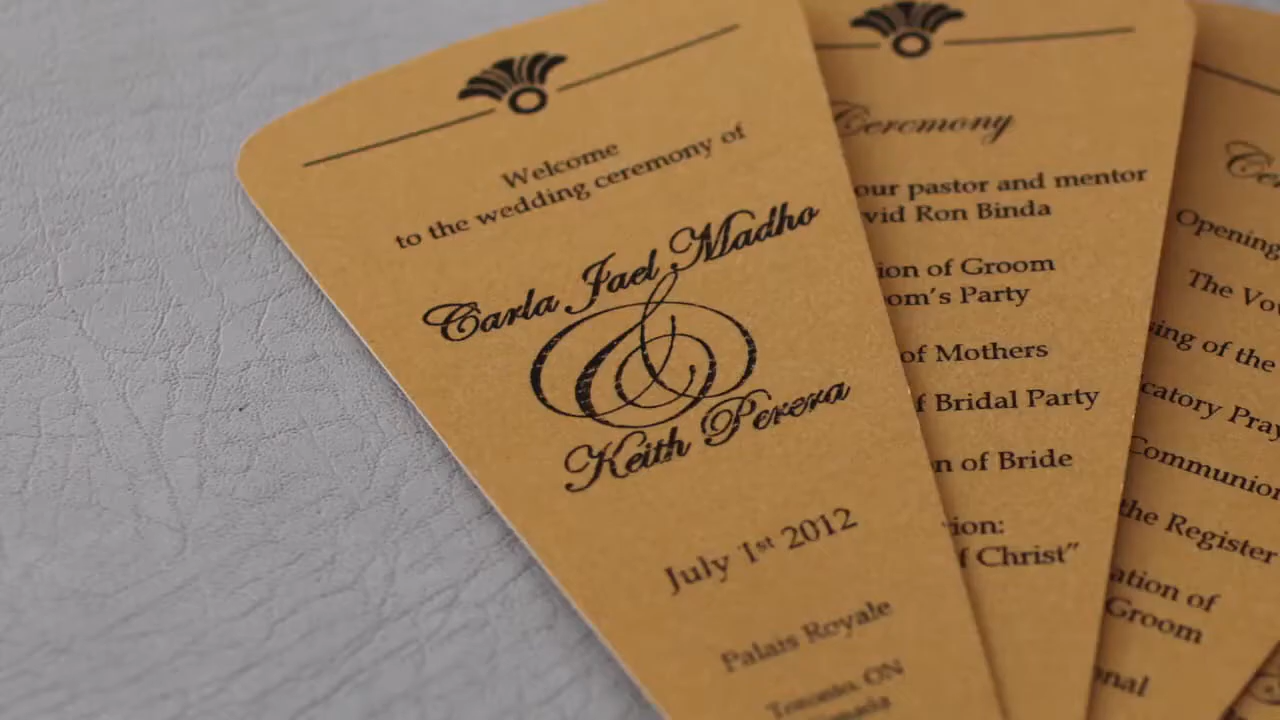 Welcome
to the wedding ceremony of
Carla Jael Madho
&
Keith Perera
July 1st 2012
Palais Royale
Toronto, ON
Ceremony
our pastor and mentor
vid Ron Binda
ion of Groom
om's Party
of Mothers
f Bridal Party
n of Bride
ion:
f Christ"
Opening
The Vo
sing of the
catory Pray
Communion
the Register
ation of
Groom
onal